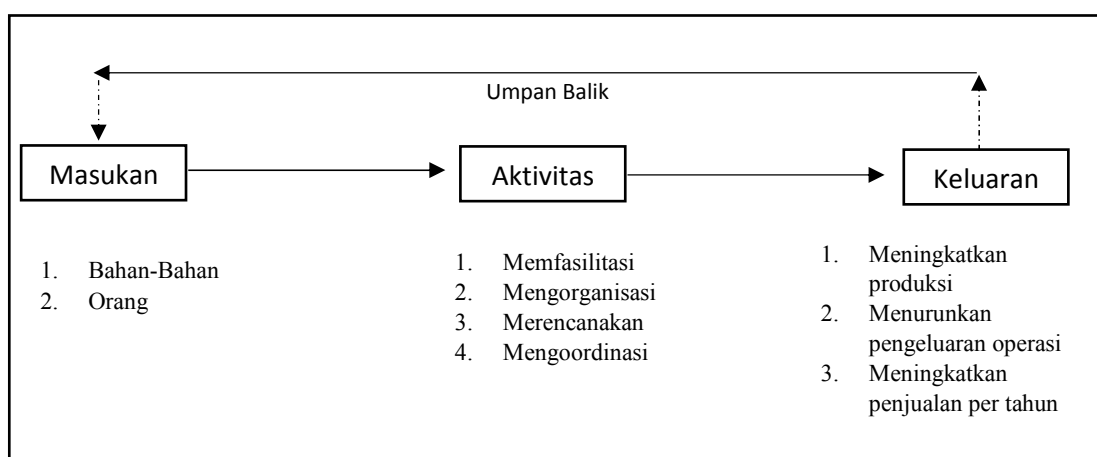 Umpan Balik
Masukan
Aktivitas
Keluaran
1. Bahan-Bahan
2. Orang
1. Memfasilitasi
2. Mengorganisasi
3. Merencanakan
4. Mengoordinasi
1. Meningkatkan
produksi
2. Menurunkan
pengeluaran operasi
3. Meningkatkan
penjualan per tahun